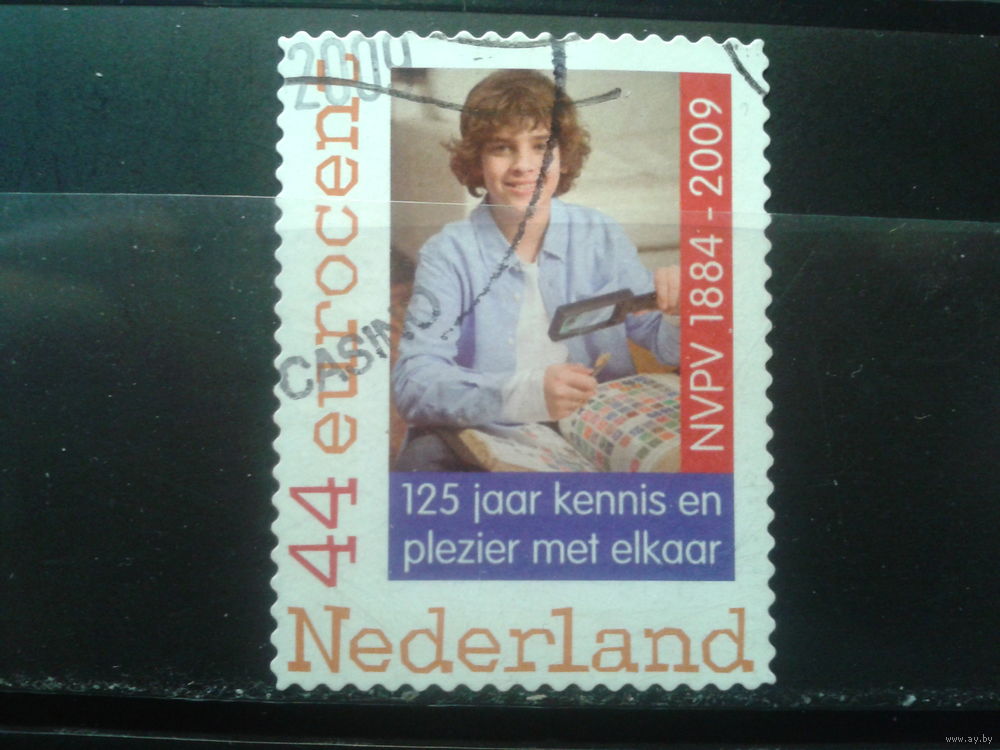 2009
44 eurocent
CASINO
NVPV 1884 - 2009
125 jaar kennis en
plezier met elkaar
Nederland
www.ay.by